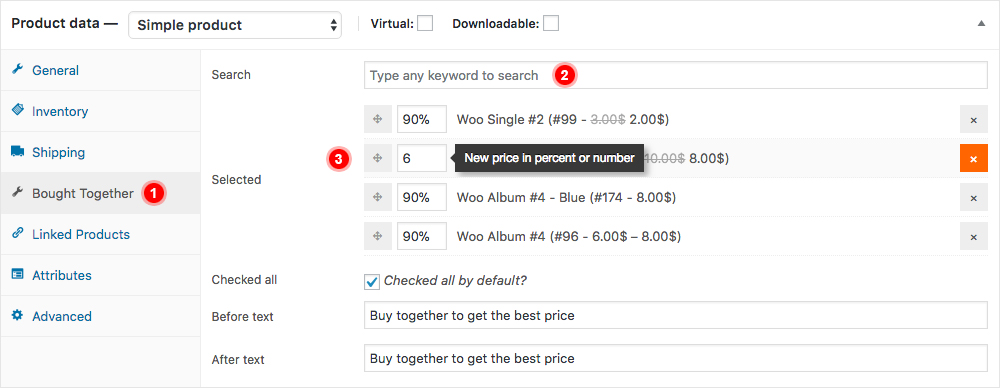 Product data — Simple product Virtual: Downloadable:
General
Inventory
Shipping
Bought Together 1
Linked Products
Attributes
Advanced
Search Type any keyword to search 2
Selected
90% Woo Single #2 (#99 - 3.00$ 2.00$) ×
3 6 New price in percent or number 10.00$ 8.00$) ×
90% Woo Album #4 - Blue (#174 - 8.00$) ×
90% Woo Album #4 (#96 - 6.00$ – 8.00$) ×
Checked all Checked all by default?
Before text Buy together to get the best price
After text Buy together to get the best price